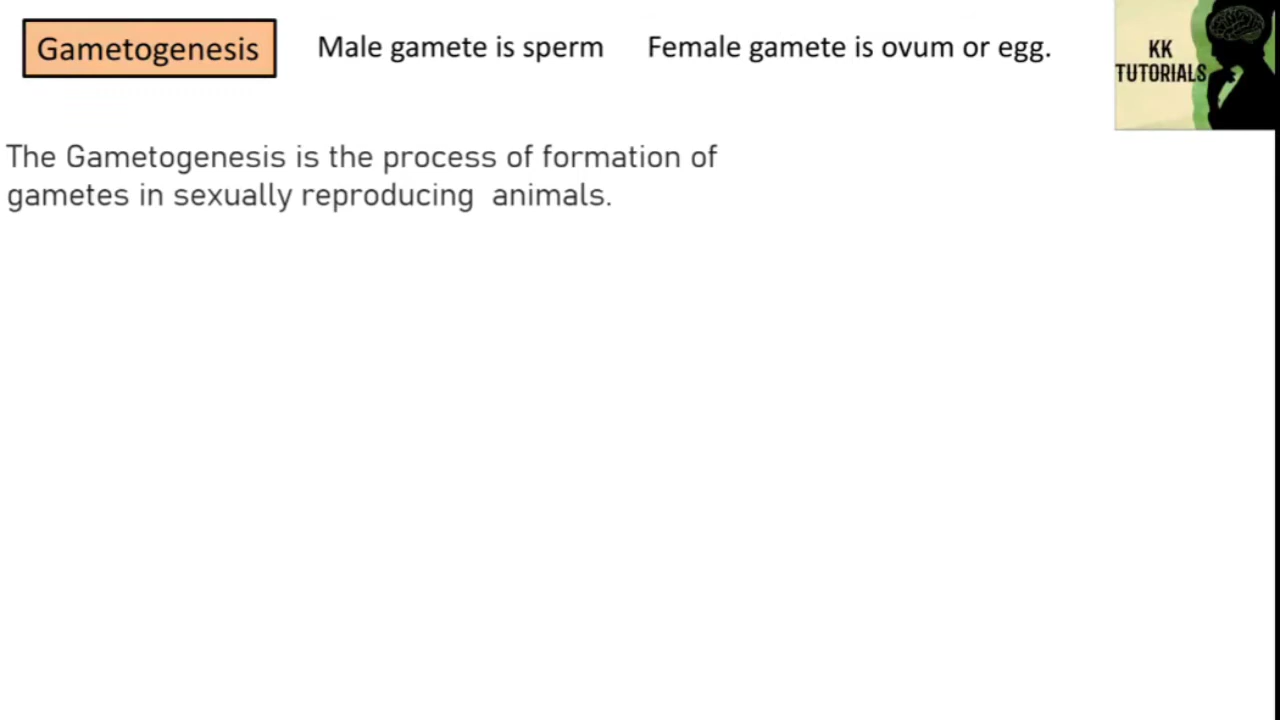 Gametogenesis
Male gamete is sperm
Female gamete is ovum or egg.
KK
TUTORIALS
The Gametogenesis is the process of formation of
gametes in sexually reproducing animals.